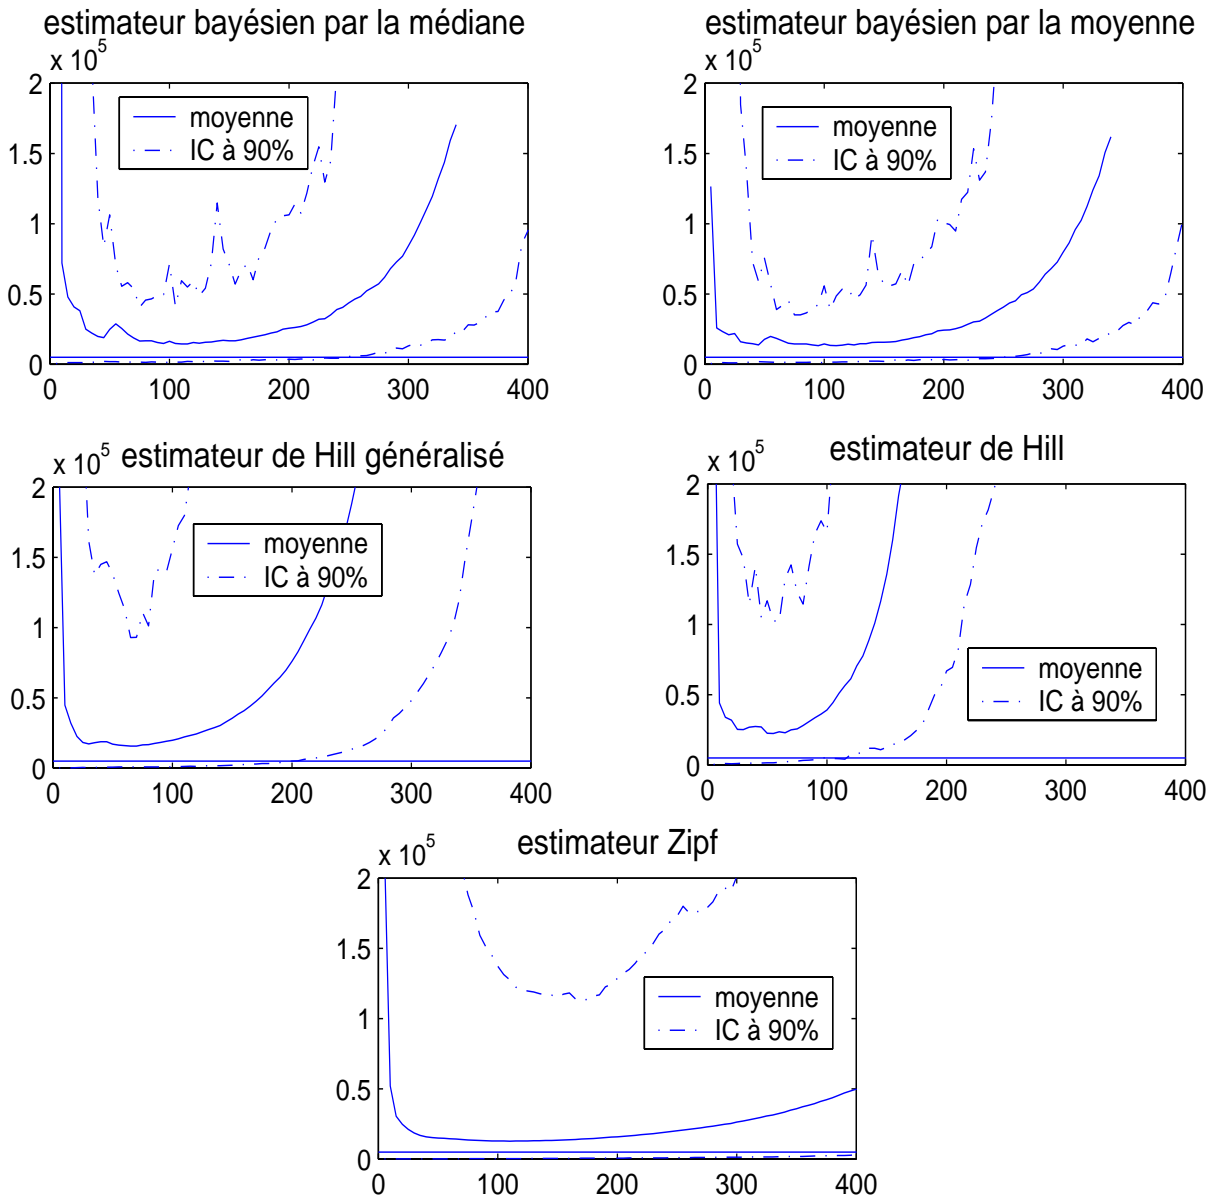 estimateur bayésien par la médiane
x 10^5
2
1.5
1
0.5
0
0 100 200 300 400
moyenne
IC à 90%
estimateur bayésien par la moyenne
x 10^5
2
1.5
1
0.5
0
0 100 200 300 400
moyenne
IC à 90%
estimateur de Hill généralisé
x 10^5
2
1.5
1
0.5
0
0 100 200 300 400
moyenne
IC à 90%
estimateur de Hill
x 10^5
2
1.5
1
0.5
0
0 100 200 300 400
moyenne
IC à 90%
estimateur Zipf
x 10^5
2
1.5
1
0.5
0
0 100 200 300 400
moyenne
IC à 90%